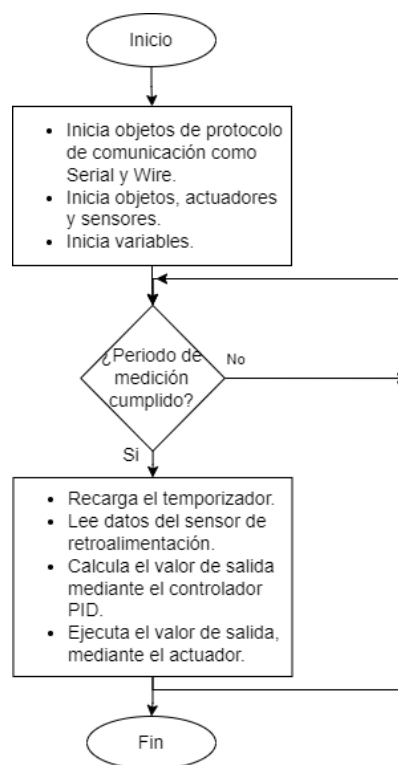 Inicio
• Inicia objetos de protocolo
de comunicación como
Serial y Wire.
• Inicia objetos, actuadores
y sensores.
• Inicia variables.
¿Periodo de
medición
cumplido?
No
Si
• Recarga el temporizador.
• Lee datos del sensor de
retroalimentación.
• Calcula el valor de salida
mediante el controlador
PID.
• Ejecuta el valor de salida,
mediante el actuador.
Fin